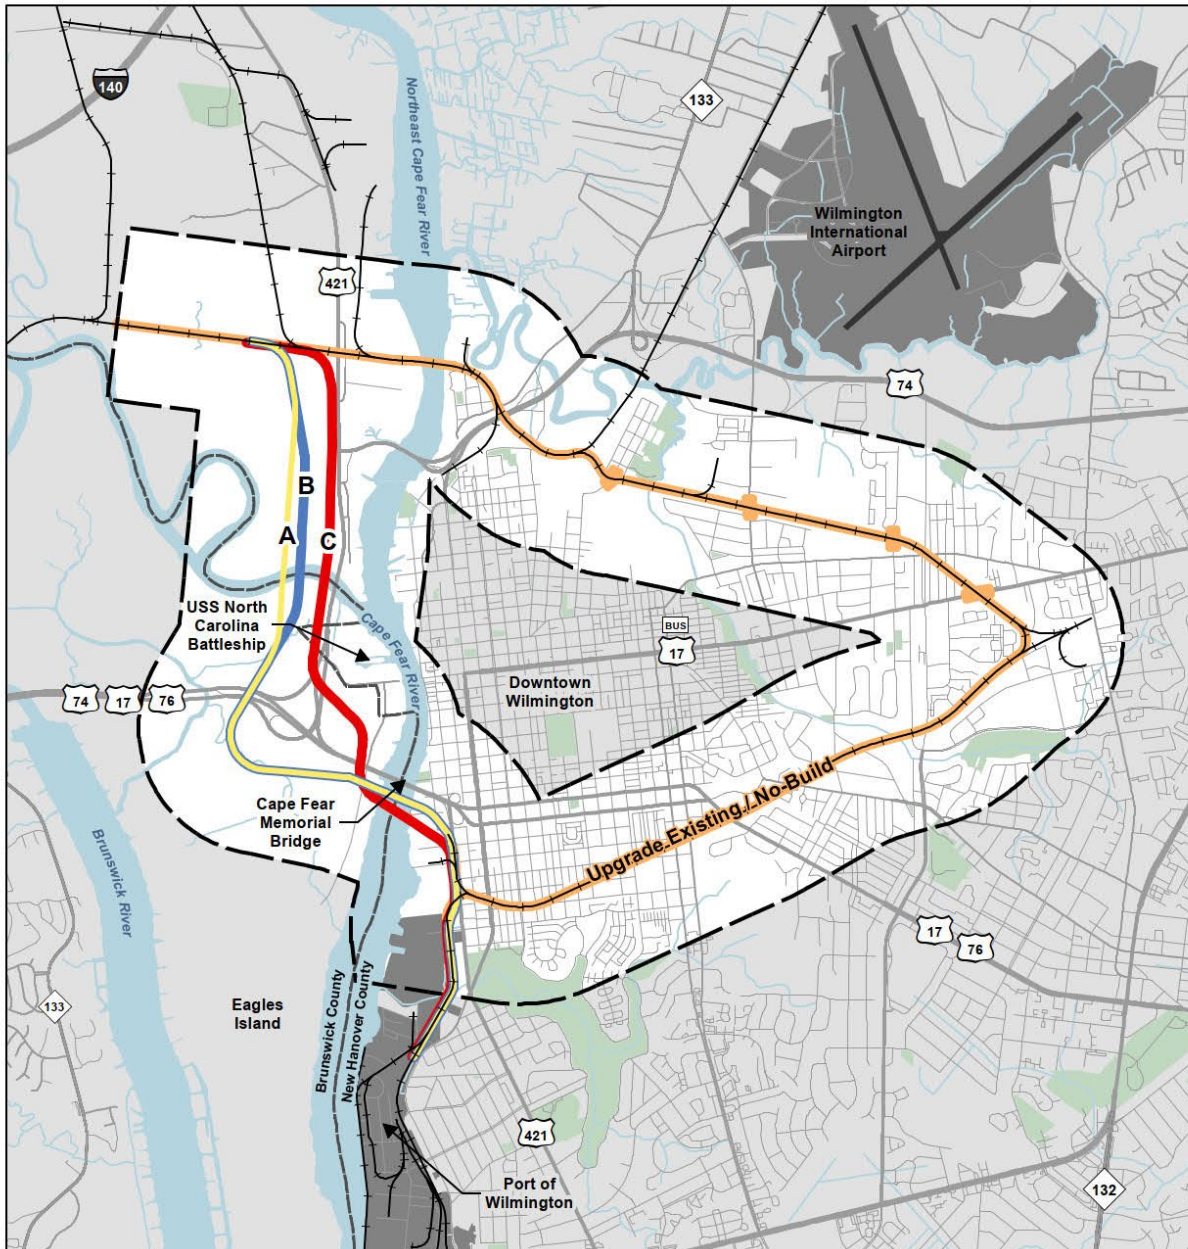 140
133
Northeast Cape Fear River
Wilmington
International
Airport
421
74
B
A
C
USS North
Carolina
Battleship
Cape Fear River
BUS
17
74
17
76
Downtown
Wilmington
Cape Fear
Memorial
Bridge
Upgrade Existing / No-Build
Brunswick River
17
76
133
Eagles
Island
Brunswick County
New Hanover County
421
Port of
Wilmington
132